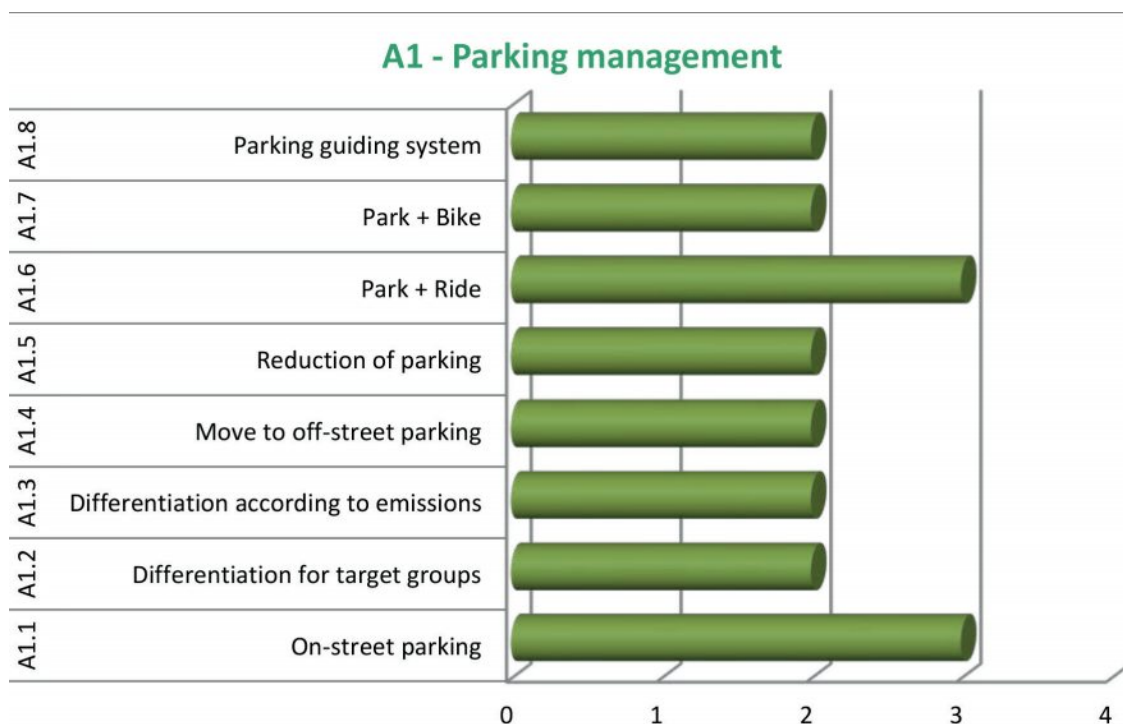 A1 - Parking management
A1.8 Parking guiding system
A1.7 Park + Bike
A1.6 Park + Ride
A1.5 Reduction of parking
A1.4 Move to off-street parking
A1.3 Differentiation according to emissions
A1.2 Differentiation for target groups
A1.1 On-street parking
0 1 2 3 4